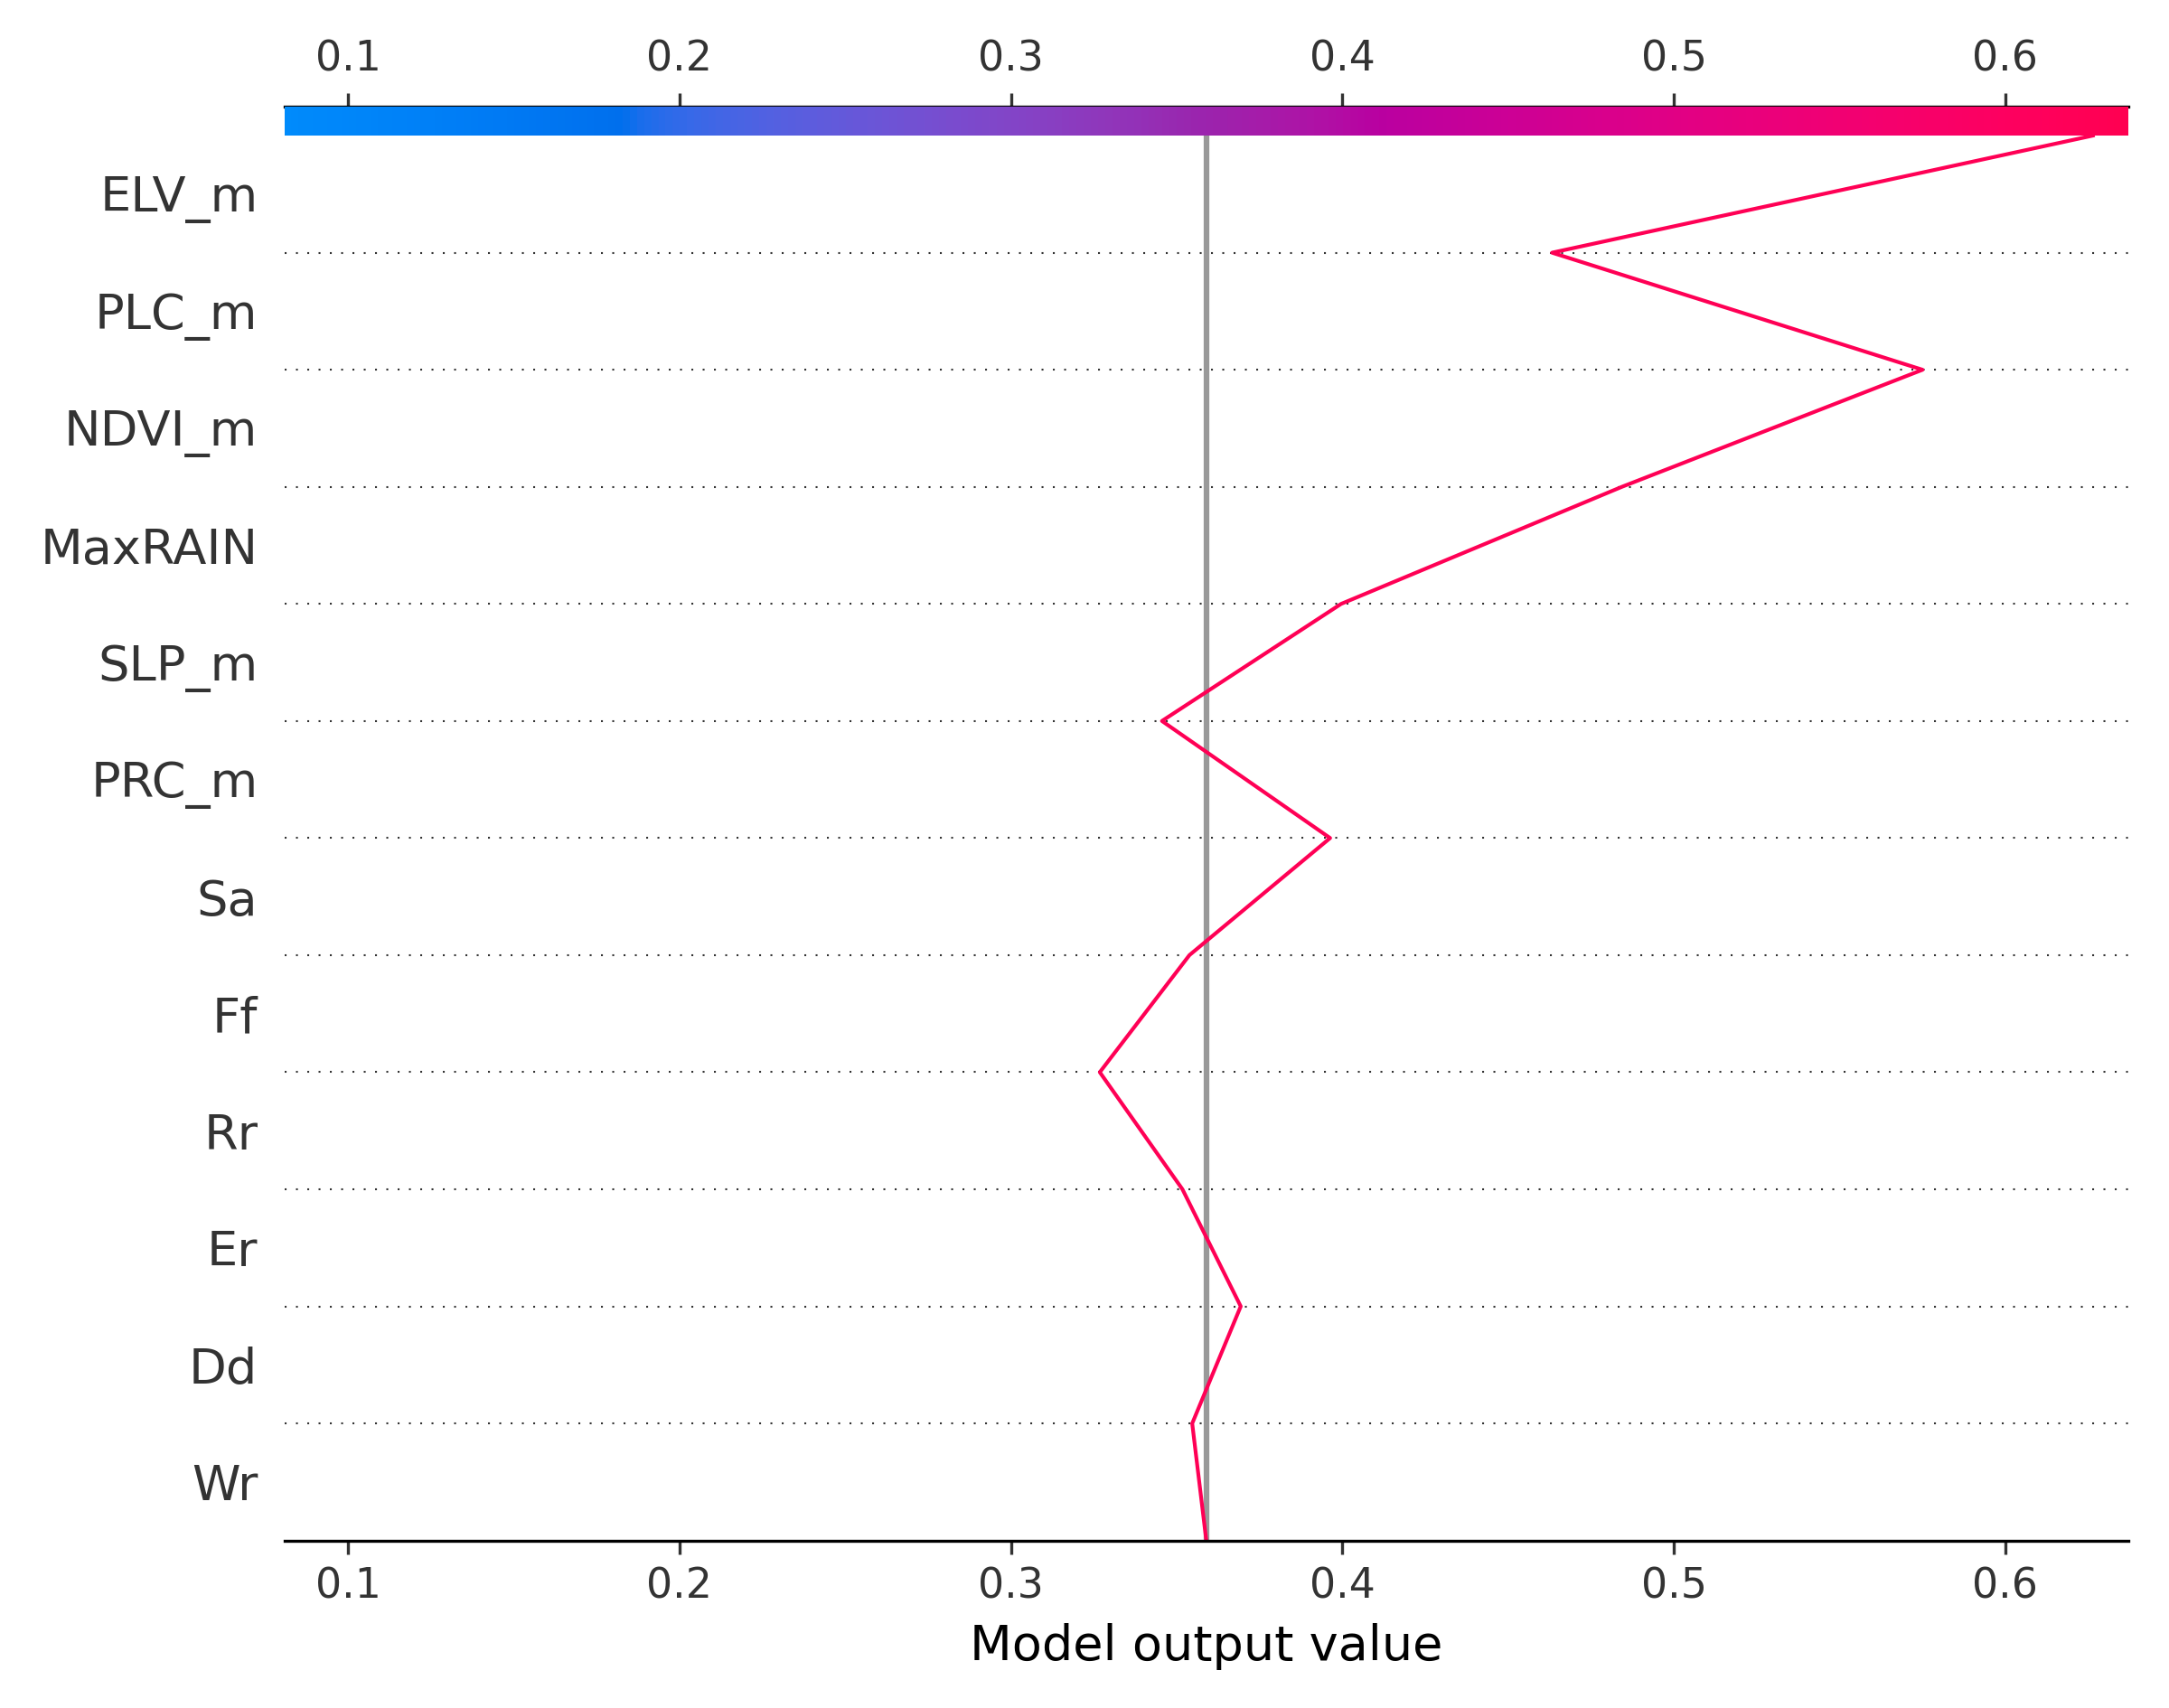 0.1 0.2 0.3 0.4 0.5 0.6
ELV_m
PLC_m
NDVI_m
MaxRAIN
SLP_m
PRC_m
Sa
Ff
Rr
Er
Dd
Wr
0.1 0.2 0.3 0.4 0.5 0.6
Model output value